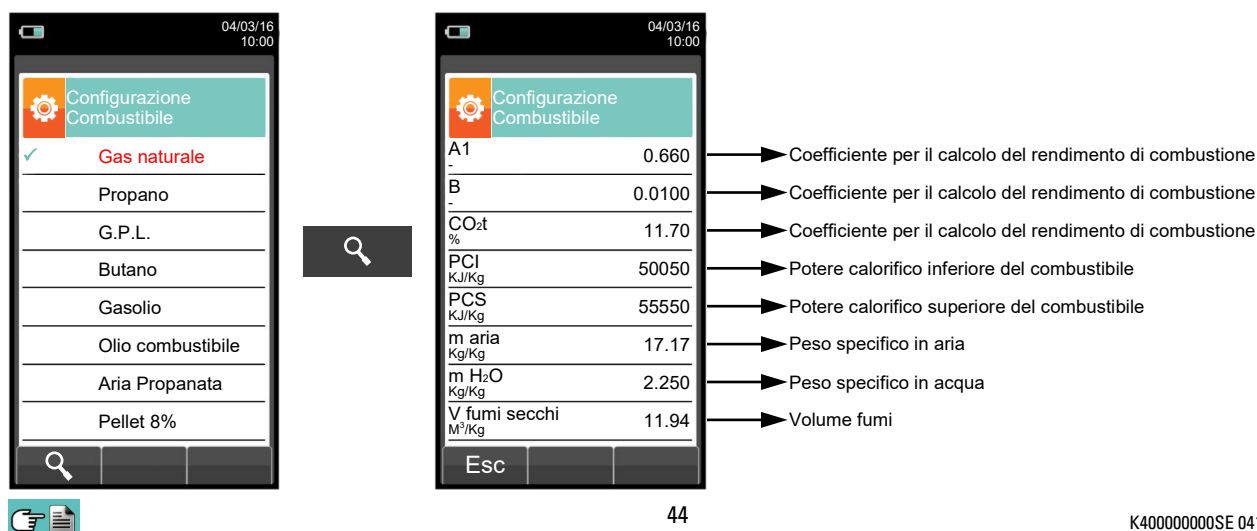 04/03/16
10:00
Configurazione
Combustibile
Gas naturale
Propano
G.P.L.
Butano
Gasolio
Olio combustibile
Aria Propanata
Pellet 8%
04/03/16
10:00
Configurazione
Combustibile
A1
-
0.660
Coefficiente per il calcolo del rendimento di combustione
B
-
0.0100
Coefficiente per il calcolo del rendimento di combustione
CO₂t
%
11.70
Coefficiente per il calcolo del rendimento di combustione
PCI
KJ/Kg
50050
Potere calorifico inferiore del combustibile
PCS
KJ/Kg
55550
Potere calorifico superiore del combustibile
m aria
Kg/Kg
17.17
Peso specifico in aria
m H₂O
Kg/Kg
2.250
Peso specifico in acqua
V fumi secchi
M³/Kg
11.94
Volume fumi
Esc
44
K400000000SE 04